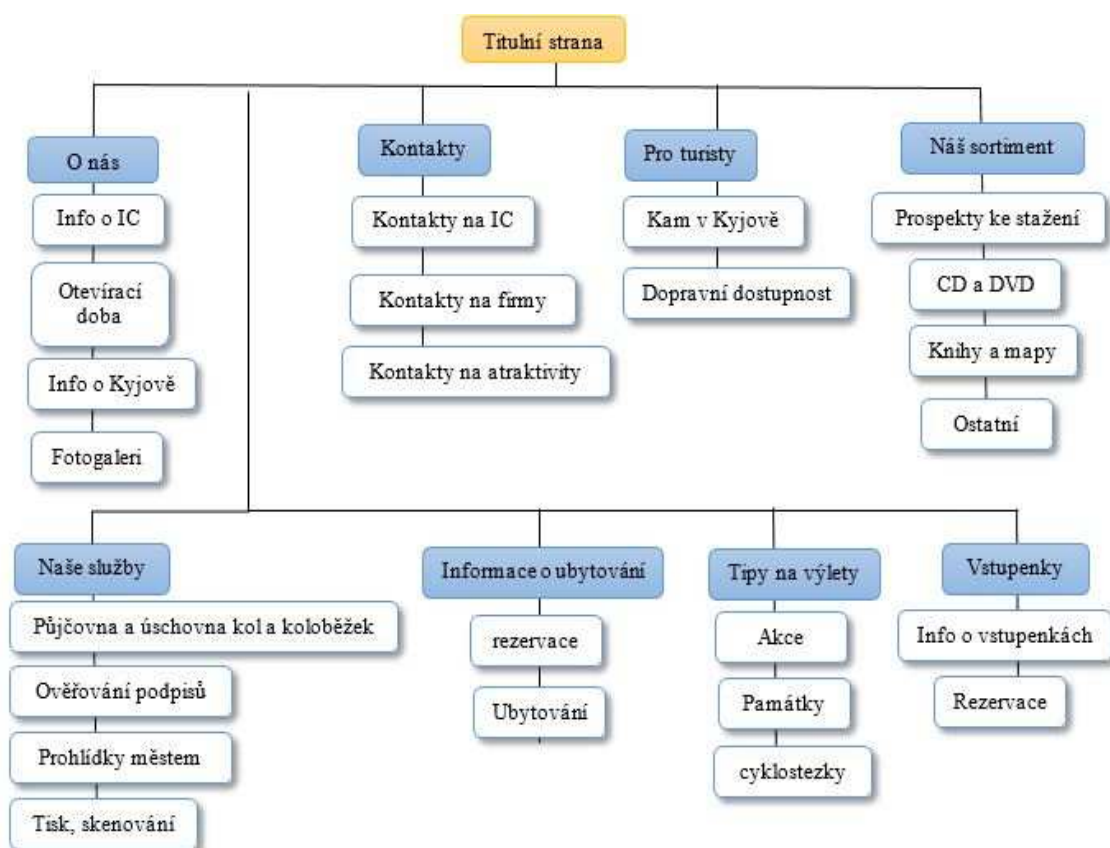 Titulní strana
O nás
Info o IC
Otevírací
doba
Info o Kyjově
Fotogaleri
Kontakty
Kontakty na IC
Kontakty na firmy
Kontakty na atraktivity
Pro turisty
Kam v Kyjově
Dopravní dostupnost
Náš sortiment
Prospekty ke stažení
CD a DVD
Knihy a mapy
Ostatní
Naše služby
Půjčovna a úschovna kol a koloběžek
Ověřování podpisů
Prohlídky městem
Tisk, skenování
Informace o ubytování
rezervace
Ubytování
Tipy na výlety
Akce
Památky
cyklostezky
Vstupenky
Info o vstupenkách
Rezervace